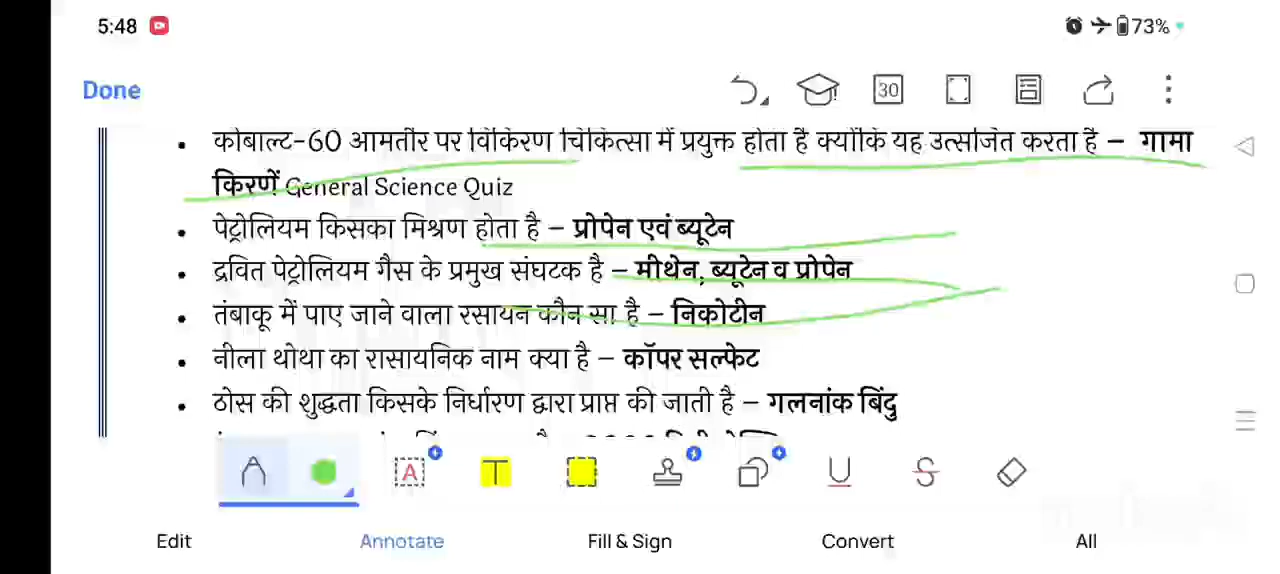 5:48
73%
Done
30
कोबाल्ट-60 आमतौर पर विकिरण चिकित्सा में प्रयुक्त होता है क्योंकि यह उत्सर्जित करता है – गामा
किरणें General Science Quiz
पेट्रोलियम किसका मिश्रण होता है – प्रोपेन एवं ब्यूटेन
द्रवित पेट्रोलियम गैस के प्रमुख संघटक है – मीथेन, ब्यूटेन व प्रोपेन
तंबाकू में पाए जाने वाला रसायन कौन सा है – निकोटीन
नीला थोथा का रासायनिक नाम क्या है – कॉपर सल्फेट
ठोस की शुद्धता किसके निर्धारण द्वारा प्राप्त की जाती है – गलनांक बिंदु
A T U S
Edit Annotate Fill & Sign Convert All